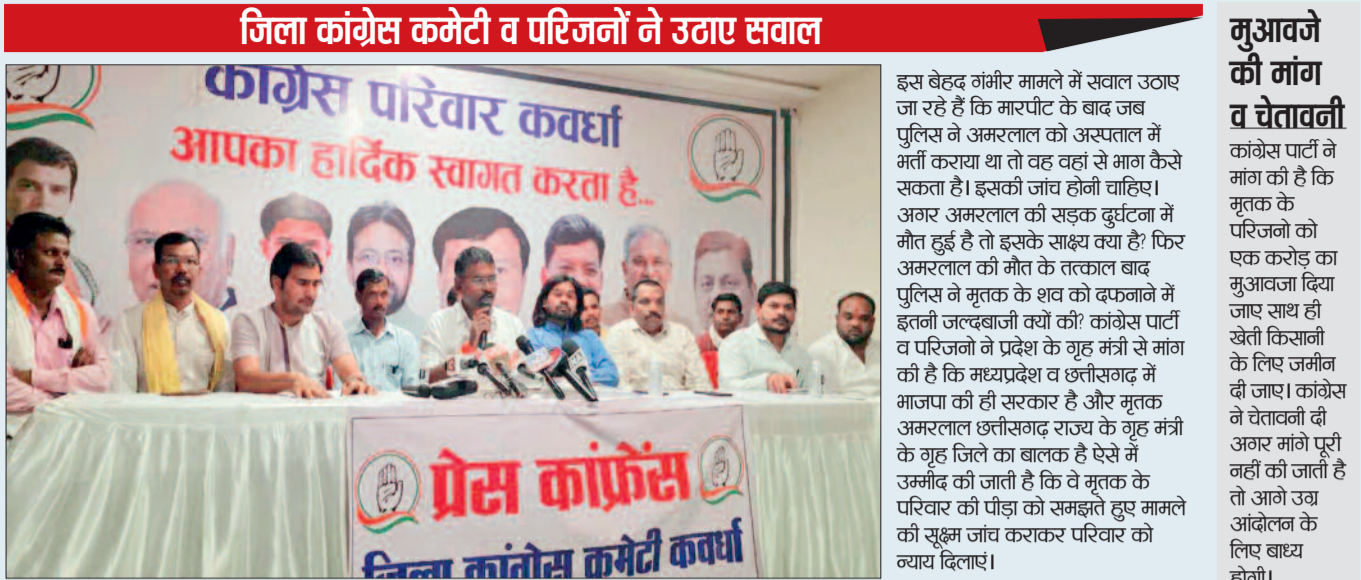 जिला कांग्रेस कमेटी व परिजनों ने उठाए सवाल
कांग्रेस परिवार कवर्धा
आपका हार्दिक स्वागत करता है...
प्रेस कांफ्रेंस
जिला कांग्रेस कमेटी कवर्धा
इस बेहद गंभीर मामले में सवाल उठाए
जा रहे हैं कि मारपीट के बाद जब
पुलिस ने अमरलाल को अस्पताल में
भर्ती कराया था तो वह वहां से भाग कैसे
सकता है। इसकी जांच होनी चाहिए।
अगर अमरलाल की सड़क दुर्घटना में
मौत हुई है तो इसके साक्ष्य क्या है? फिर
अमरलाल की मौत के तत्काल बाद
पुलिस ने मृतक के शव को दफनाने में
इतनी जल्दबाजी क्यों की? कांग्रेस पार्टी
व परिजनो ने प्रदेश के गृह मंत्री से मांग
की है कि मध्यप्रदेश व छत्तीसगढ़ में
भाजपा की ही सरकार है और मृतक
अमरलाल छत्तीसगढ़ राज्य के गृह मंत्री
के गृह जिले का बालक है ऐसे में
उम्मीद की जाती है कि वे मृतक के
परिवार की पीड़ा को समझते हुए मामले
की सूक्ष्म जांच कराकर परिवार को
न्याय दिलाएं।
मुआवजे
की मांग
व चेतावनी
कांग्रेस पार्टी ने
मांग की है कि
मृतक के
परिजनो को
एक करोड़ का
मुआवजा दिया
जाए साथ ही
खेती किसानी
के लिए जमीन
दी जाए। कांग्रेस
ने चेतावनी दी
अगर मांगे पूरी
नहीं की जाती है
तो आगे उग्र
आंदोलन के
लिए बाध्य
होगी।